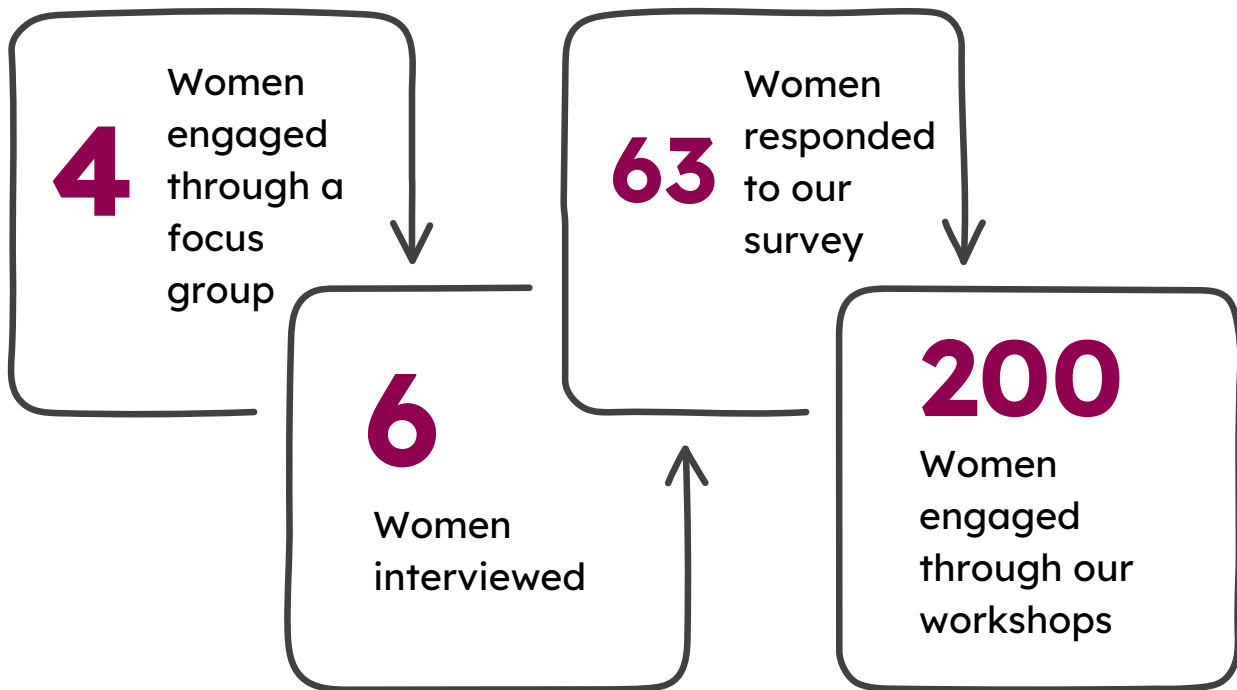 4
Women
engaged
through a
focus
group
6
Women
interviewed
63
Women
responded
to our
survey
200
Women
engaged
through our
workshops